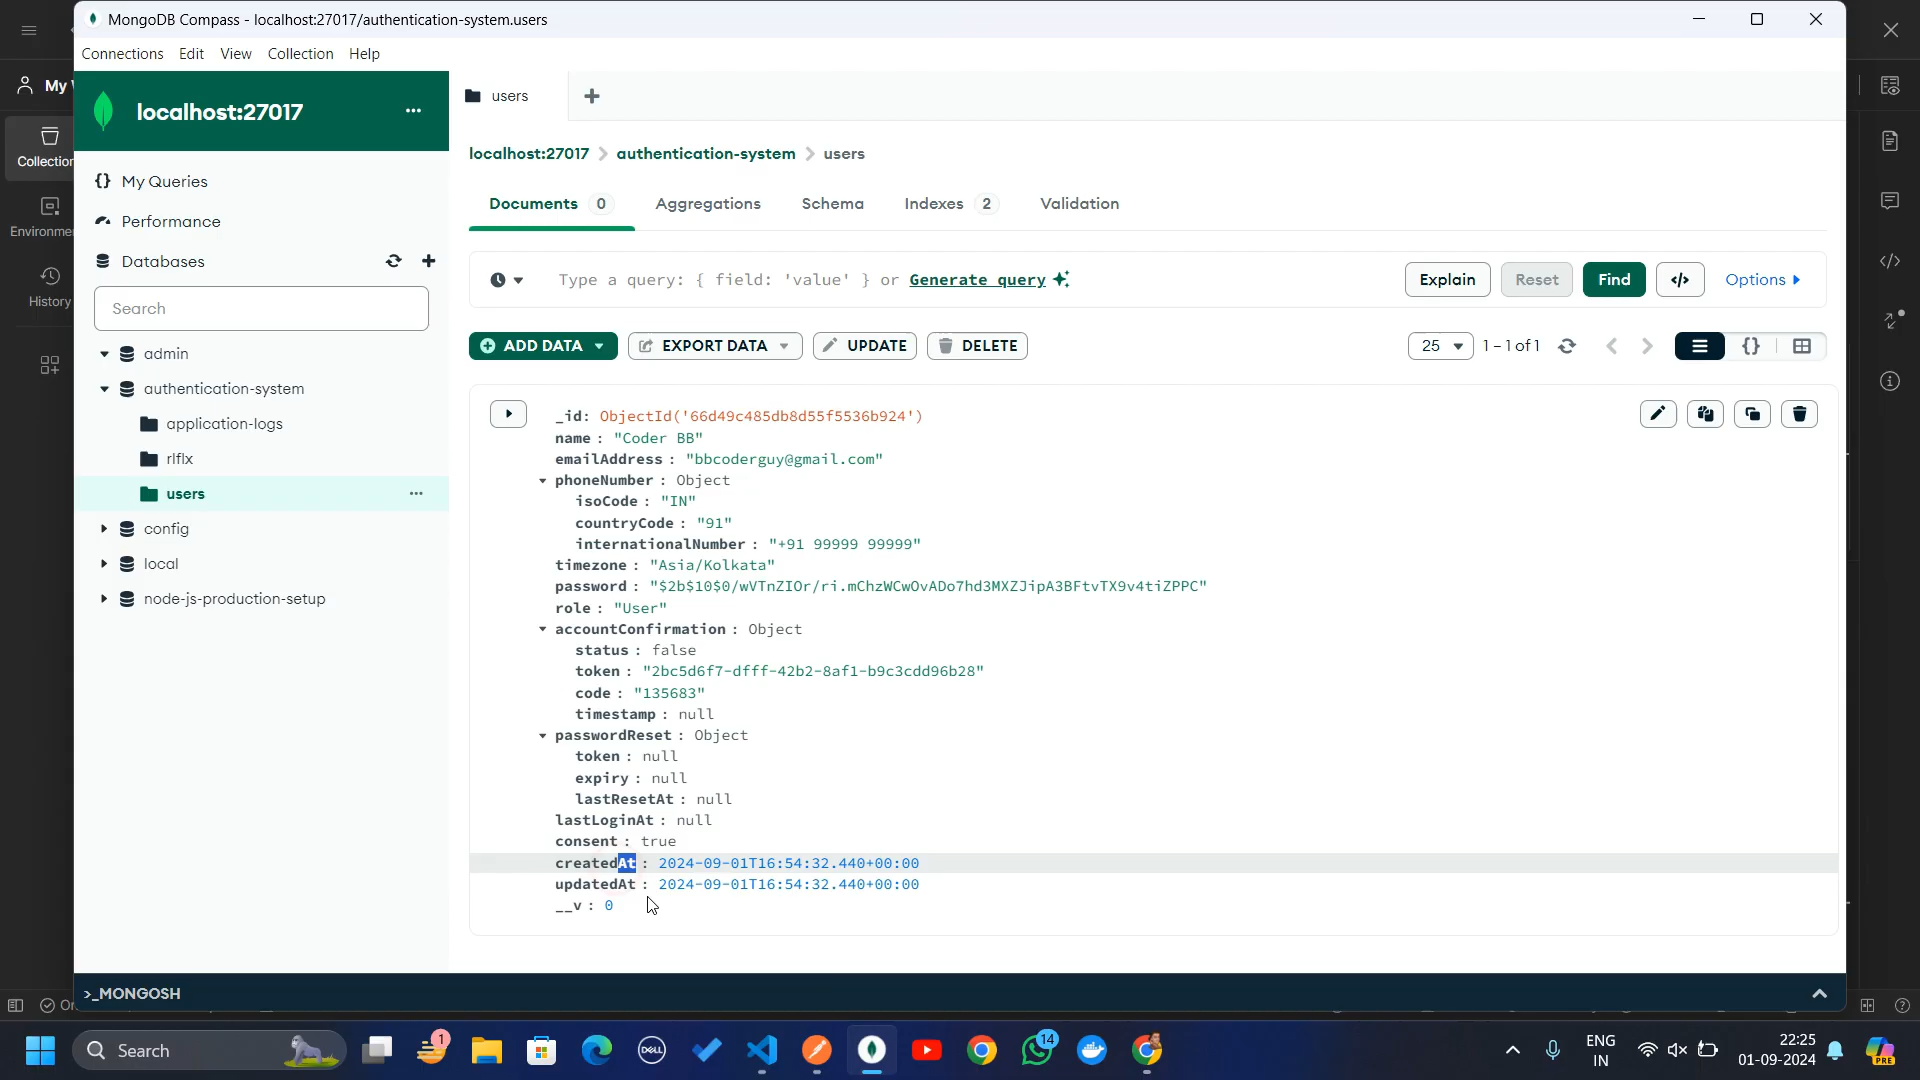 MongoDB Compass - localhost:27017/authentication-system.users
Connections Edit View Collection Help
My
Collection
Environme
History
localhost:27017
My Queries
Performance
Databases
Search
admin
authentication-system
application-logs
rlflx
users
config
local
node-js-production-setup
users
localhost:27017 > authentication-system > users
Documents 0 Aggregations Schema Indexes 2 Validation
Type a query: { field: 'value' } or Generate query
Explain Reset Find </> Options
ADD DATA EXPORT DATA UPDATE DELETE
25 1 – 1 of 1 {}
_id: ObjectId('66d49c485db8d55f5536b924')
name : "Coder BB"
emailAddress : "bbcoderguy@gmail.com"
phoneNumber : Object
isoCode : "IN"
countryCode : "91"
internationalNumber : "+91 99999 99999"
timezone : "Asia/Kolkata"
password : "$2b$10$0/wVTnZIOr/ri.mChzWCwOvADo7hd3MXZJipA3BFtvTX9v4tiZPPC"
role : "User"
accountConfirmation : Object
status : false
token : "2bc5d6f7-dfff-42b2-8af1-b9c3cdd96b28"
code : "135683"
timestamp : null
passwordReset : Object
token : null
expiry : null
lastResetAt : null
lastLoginAt : null
consent : true
createdAt : 2024-09-01T16:54:32.440+00:00
updatedAt : 2024-09-01T16:54:32.440+00:00
__v : 0
>_MONGOSH
Search
1
DELL
14
ENG
IN
22:25
01-09-2024
PRE